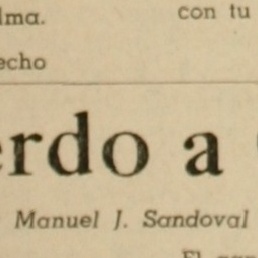 lma.
con tu
echo
erdo a
Manuel J. Sandoval